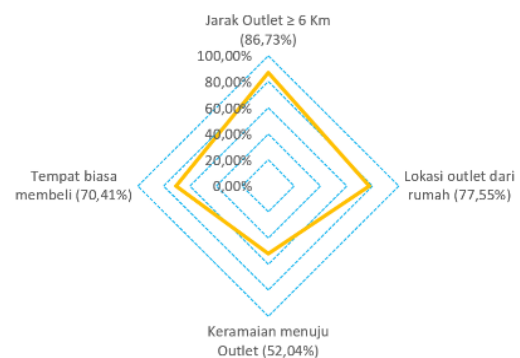 Jarak Outlet ≥ 6 Km
(86,73%)
100,00%
80,00%
60,00%
40,00%
20,00%
0,00%
Tempat biasa
membeli (70,41%)
Lokasi outlet dari
rumah (77,55%)
Keramaian menuju
Outlet (52,04%)